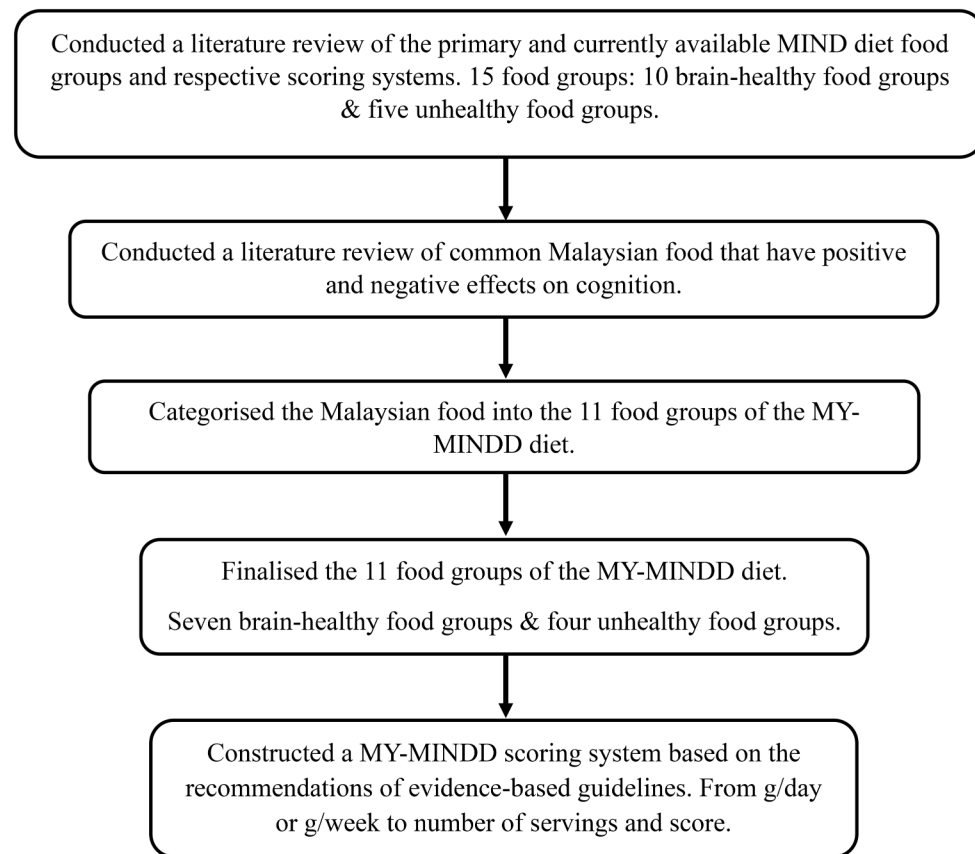 Conducted a literature review of the primary and currently available MIND diet food
groups and respective scoring systems. 15 food groups: 10 brain-healthy food groups
& five unhealthy food groups.
Conducted a literature review of common Malaysian food that have positive
and negative effects on cognition.
Categorised the Malaysian food into the 11 food groups of the MY-
MINDD diet.
Finalised the 11 food groups of the MY-MINDD diet.
Seven brain-healthy food groups & four unhealthy food groups.
Constructed a MY-MINDD scoring system based on the
recommendations of evidence-based guidelines. From g/day
or g/week to number of servings and score.